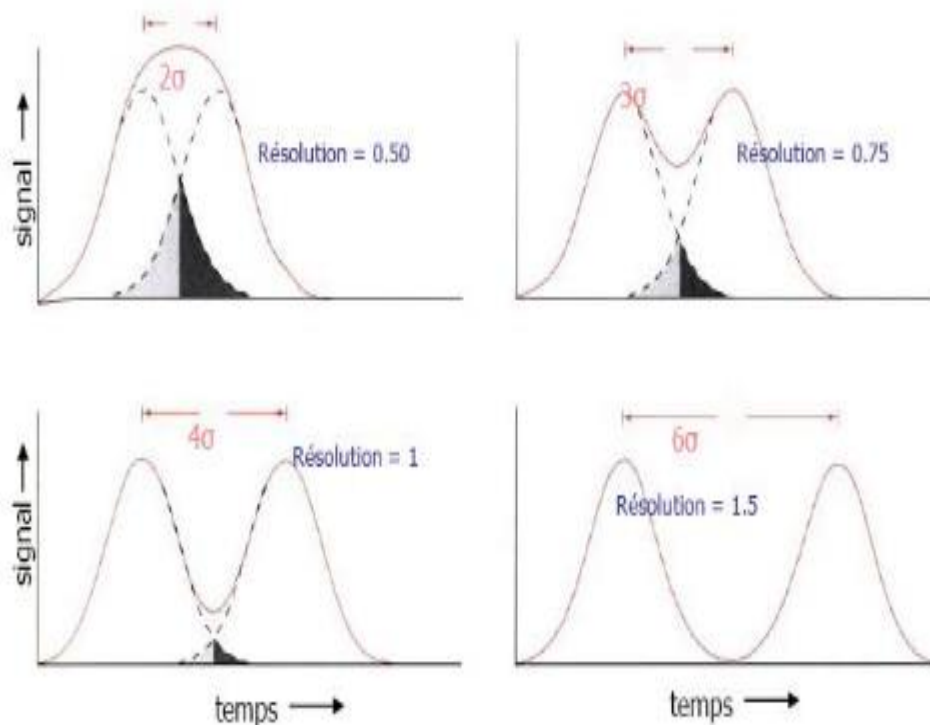 2σ
Résolution = 0.50
signal
3σ
Résolution = 0.75
4σ
Résolution = 1
signal
temps
6σ
Résolution = 1.5
temps